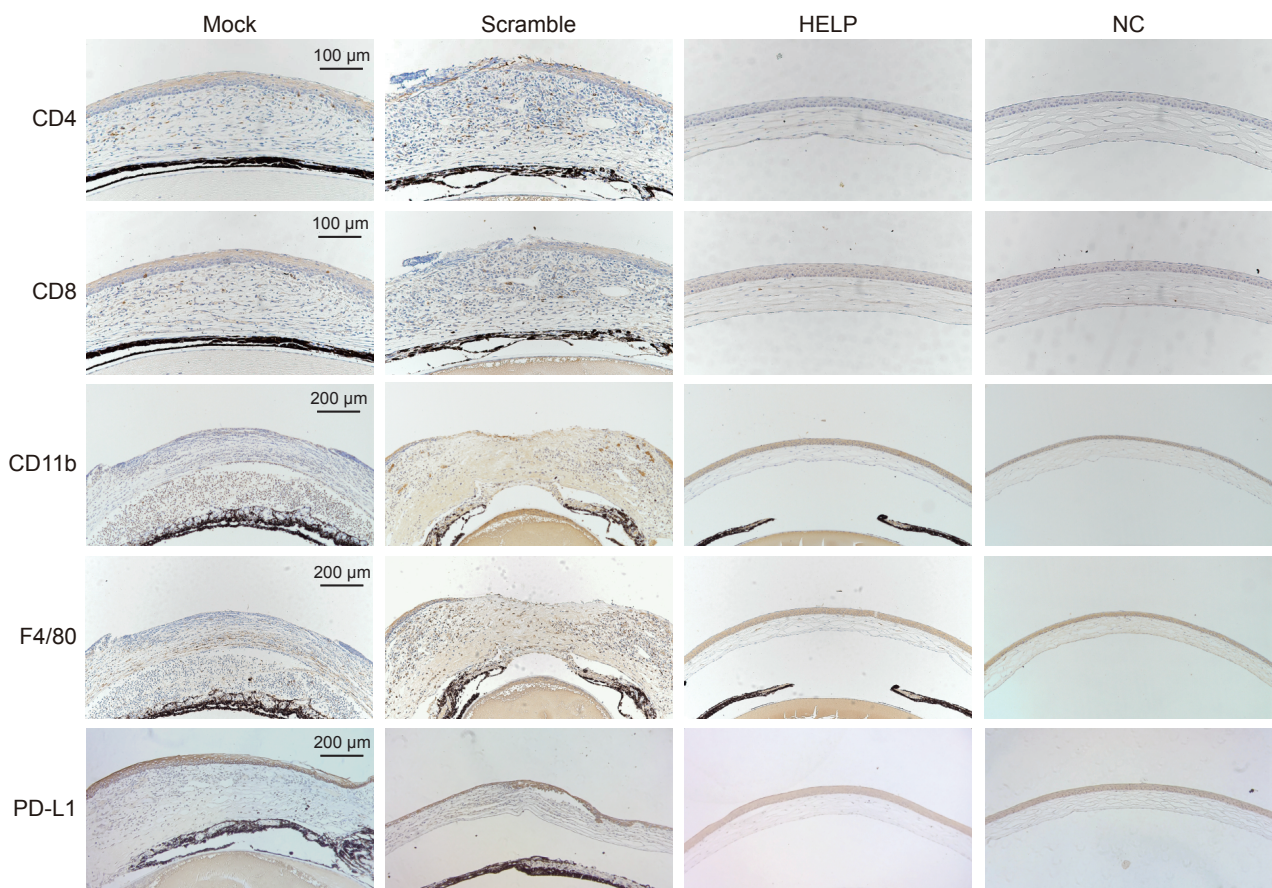 Mock Scramble HELP NC
CD4
100 μm
CD8
100 μm
CD11b
200 μm
F4/80
200 μm
PD-L1
200 μm